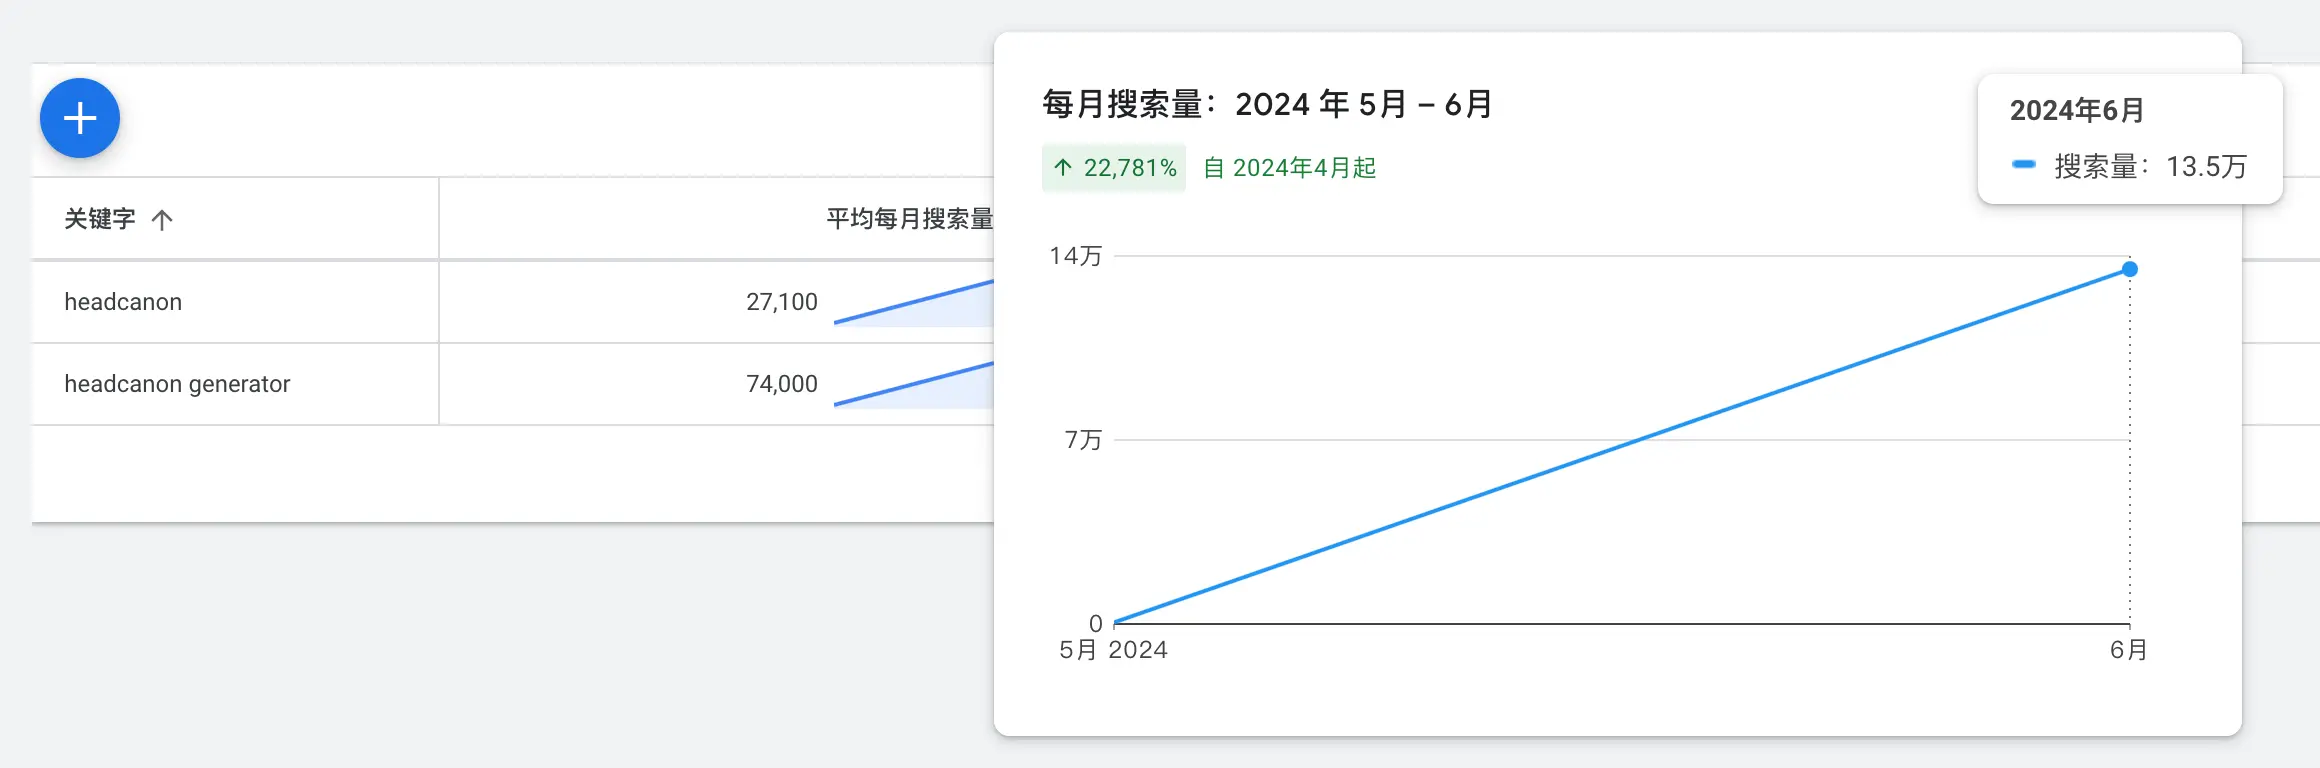 每月搜索量：2024 年 5月 – 6月
2024年6月
搜索量：13.5万
↑ 22,781% 自 2024年4月起
关键字 ↑ 平均每月搜索量
headcanon 27,100
headcanon generator 74,000
14万
7万
0
5月 2024 6月